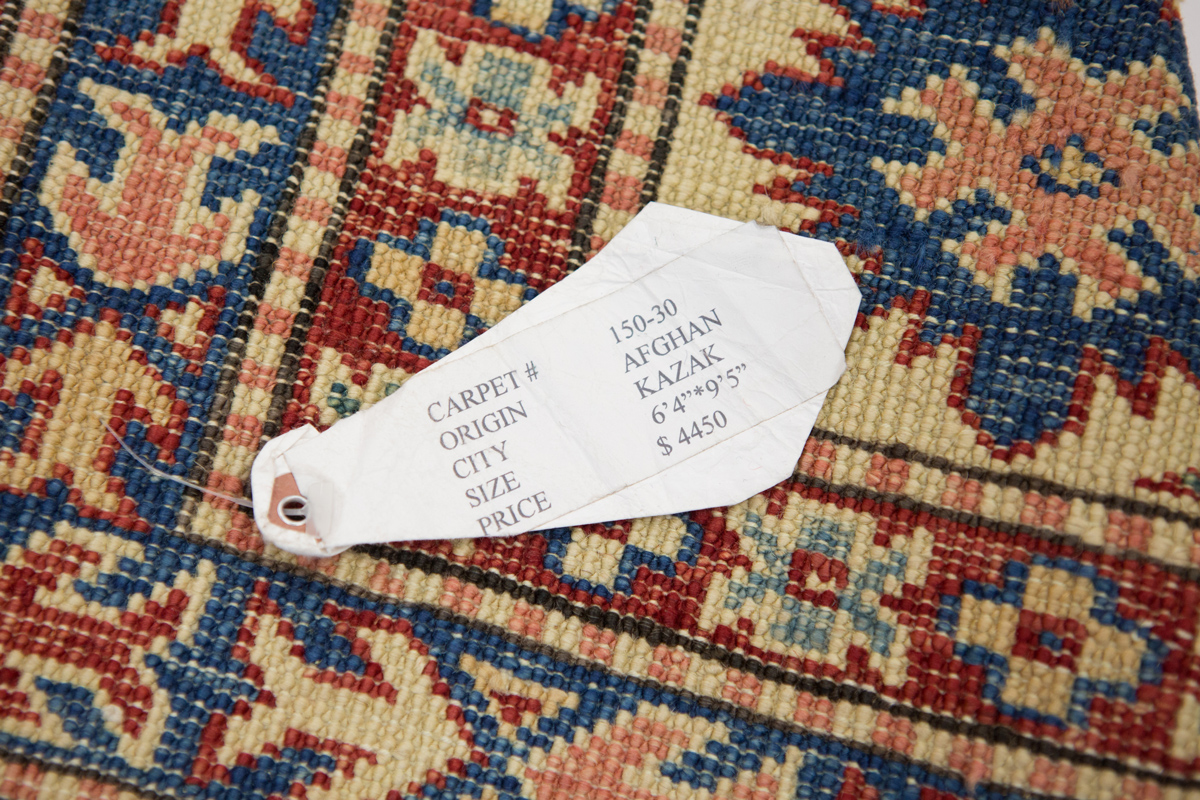 CARPET # 150-30
ORIGIN AFGHAN
CITY KAZAK
SIZE 6'4”*9'5”
PRICE $ 4450